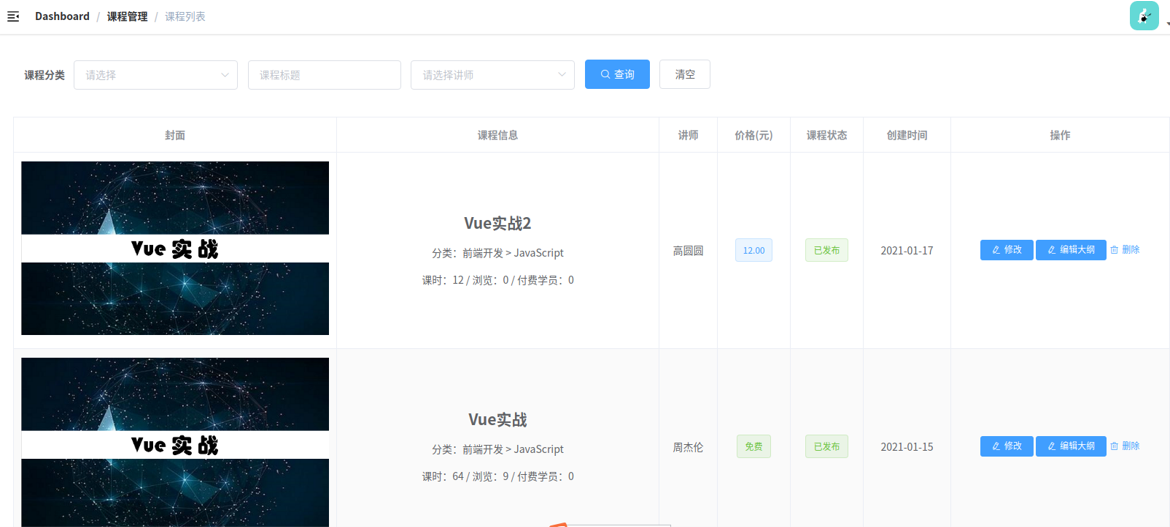 Dashboard / 课程管理 / 课程列表
课程分类 请选择 课程标题 请选择讲师 查询 清空
封面 课程信息 讲师 价格(元) 课程状态 创建时间 操作
Vue 实战
Vue实战2
分类：前端开发 > JavaScript
课时：12 / 浏览：0 / 付费学员：0
高圆圆 12.00 已发布 2021-01-17 修改 编辑大纲 删除
Vue 实战
Vue实战
分类：前端开发 > JavaScript
课时：64 / 浏览：9 / 付费学员：0
周杰伦 免费 已发布 2021-01-15 修改 编辑大纲 删除